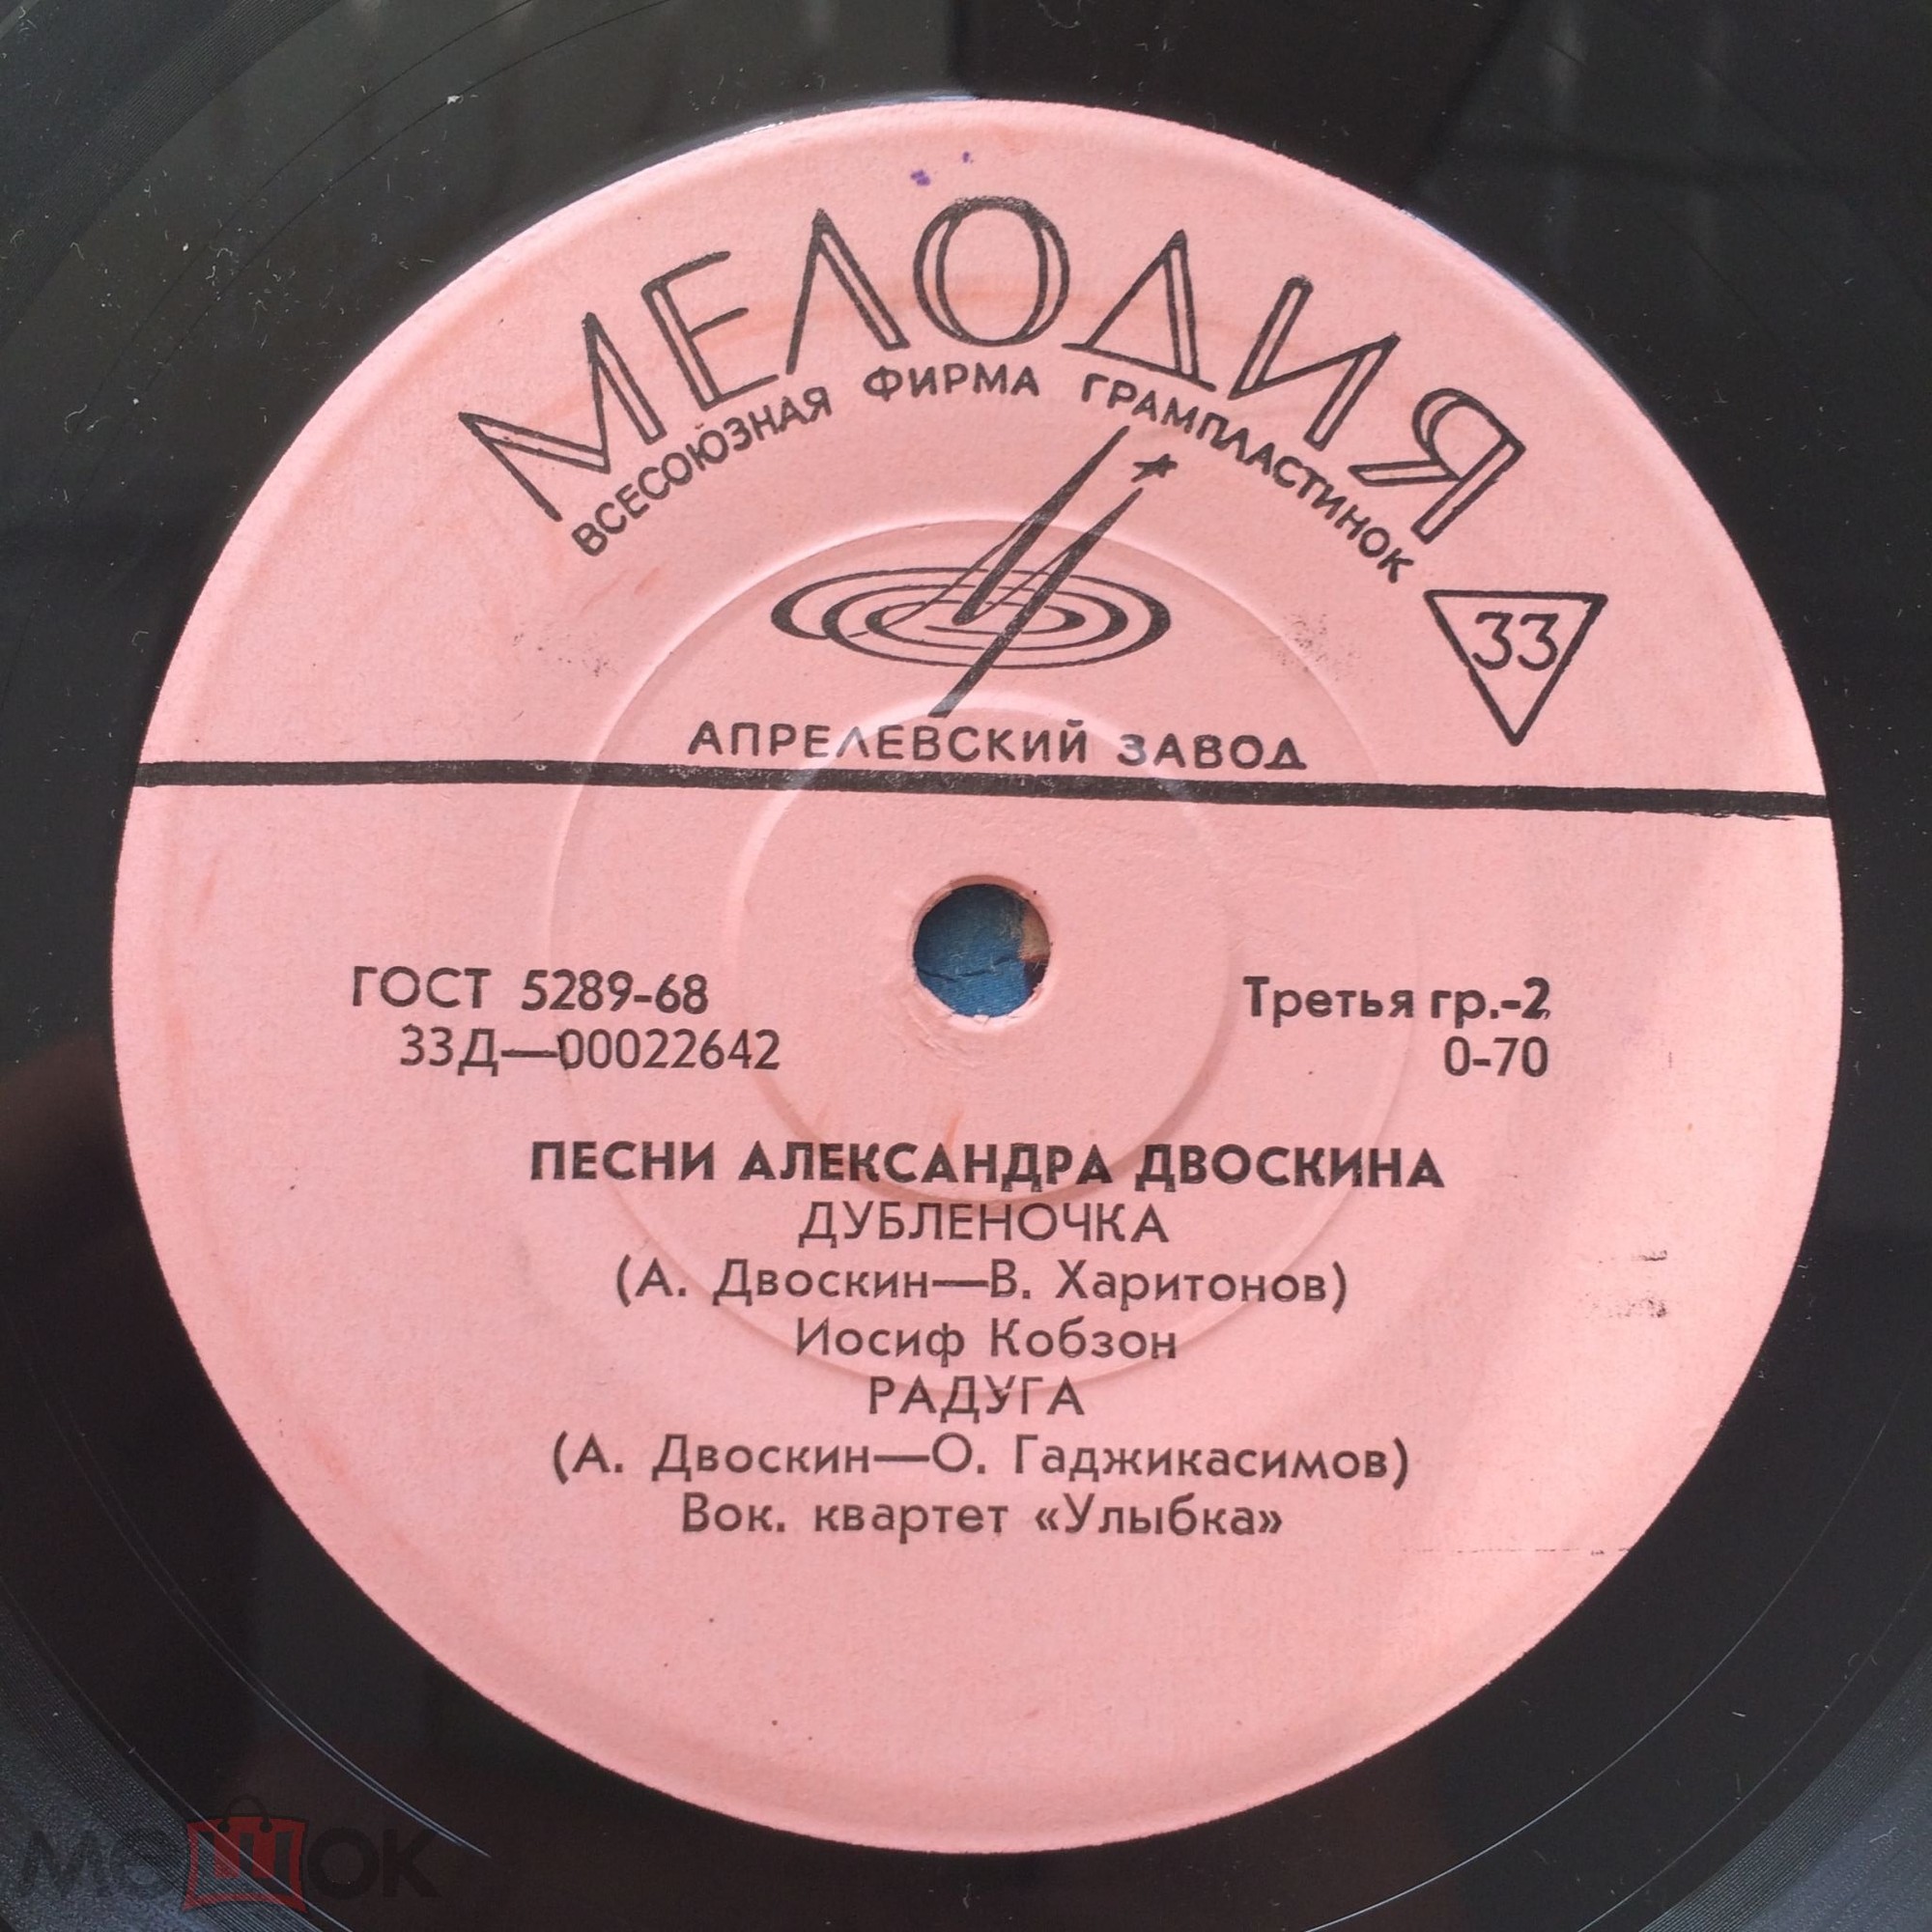 МЕЛОДИЯ
ВСЕСОЮЗНАЯ ФИРМА ГРАМПЛАСТИНОК
33
АПРЕЛЕВСКИЙ ЗАВОД
ГОСТ 5289-68
Третья гр.-2
33Д—00022642
0-70
ПЕСНИ АЛЕКСАНДРА ДВОСКИНА
ДУБЛЕНОЧКА
(А. Двоскин—В. Харитонов)
Иосиф Кобзон
РАДУГА
(А. Двоскин—О. Гаджикасимов)
Вок. квартет «Улыбка»
мешок